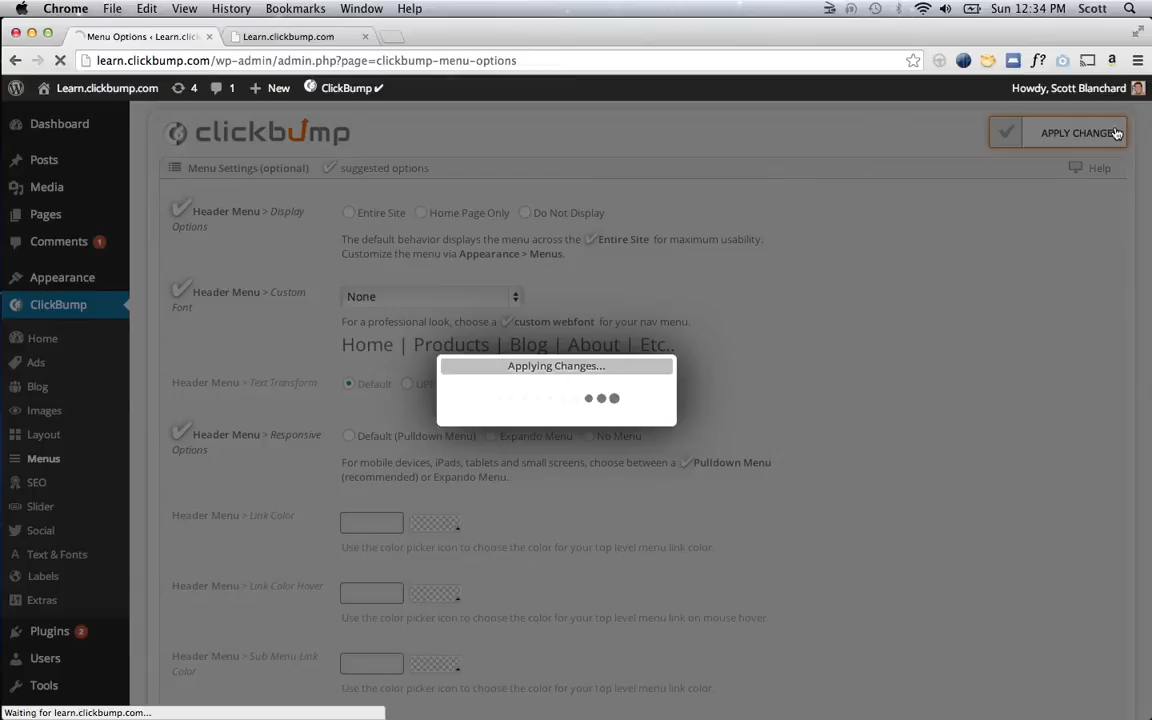 Chrome File Edit View History Bookmarks Window Help Sun 12:34 PM Scott
Menu Options ‹ Learn.click × Learn.clickbump.com ×
learn.clickbump.com/wp-admin/admin.php?page=clickbump-menu-options
Learn.clickbump.com 4 1 + New ClickBump ✔ Howdy, Scott Blanchard
Dashboard
Posts
Media
Pages
Comments 1
Appearance
ClickBump
Home
Ads
Blog
Images
Layout
Menus
SEO
Slider
Social
Text & Fonts
Labels
Extras
Plugins 2
Users
Tools
clickbump
APPLY CHANGES
Menu Settings (optional) suggested options Help
Header Menu > Display
Options
Entire Site Home Page Only Do Not Display
The default behavior displays the menu across the Entire Site for maximum usability.
Customize the menu via Appearance > Menus.
Header Menu > Custom
Font
None
For a professional look, choose a custom webfont for your nav menu.
Home | Products | Blog | About | Etc..
Header Menu > Text Transform
Default
Applying Changes...
Header Menu > Responsive
Options
Default (Pulldown Menu) Expando Menu No Menu
For mobile devices, iPads, tablets and small screens, choose between a Pulldown Menu
(recommended) or Expando Menu.
Header Menu > Link Color
Use the color picker icon to choose the color for your top level menu link color.
Header Menu > Link Color Hover
Use the color picker icon to choose the color for your top level menu link on mouse hover.
Header Menu > Sub Menu Link
Color
Use the color picker icon to choose the color for your top level menu link color.
Waiting for learn.clickbump.com...